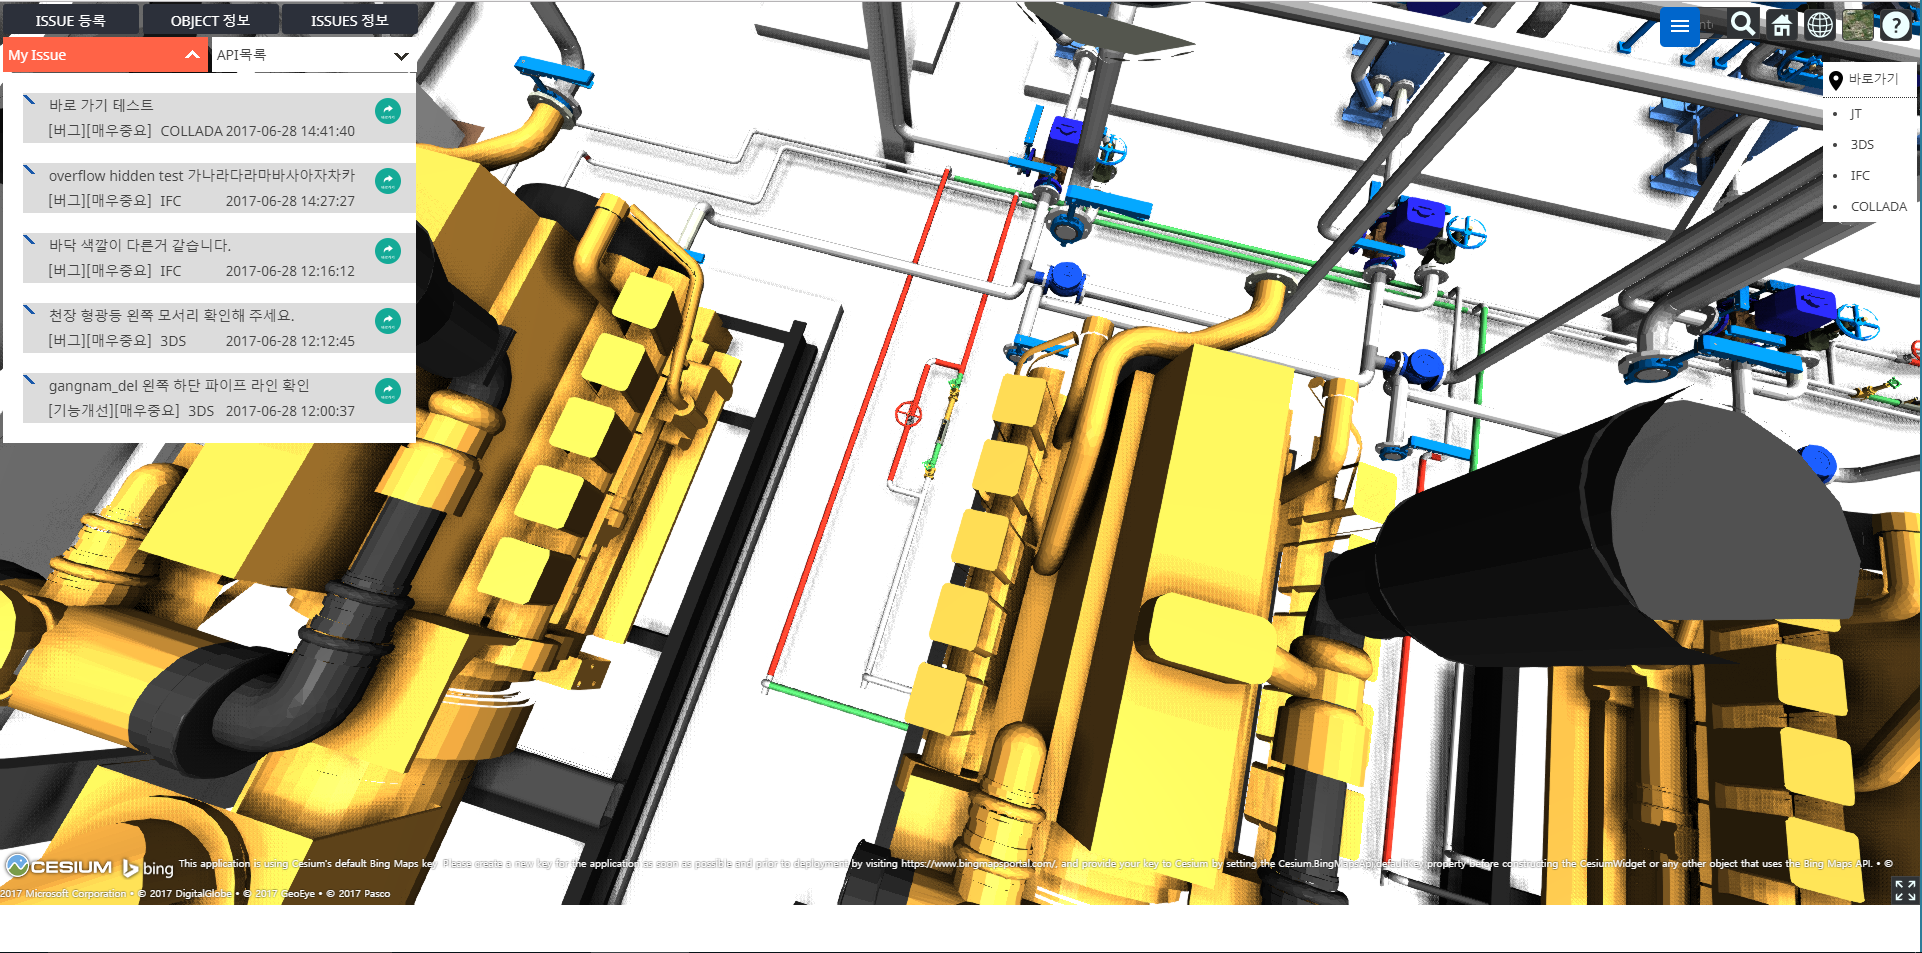 ISSUE 등록
OBJECT 정보
ISSUES 정보
My Issue
API목록
바로 가기 테스트
[버그][매우중요] COLLADA 2017-06-28 14:41:40
overflow hidden test 가나라다라마바사아자차카
[버그][매우중요] IFC 2017-06-28 14:27:27
바닥 색깔이 다른거 같습니다.
[버그][매우중요] IFC 2017-06-28 12:16:12
천장 형광등 왼쪽 모서리 확인해 주세요.
[버그][매우중요] 3DS 2017-06-28 12:12:45
gangnam_del 왼쪽 하단 파이프 라인 확인
[기능개선][매우중요] 3DS 2017-06-28 12:00:37
?
바로가기
JT
3DS
IFC
COLLADA
CESIUM bing This application is using Cesium's default Bing Maps key. Please create a new key for the application as soon as possible and prior to deployment by visiting https://www.bingmapsportal.com/, and provide your key to Cesium by setting the Cesium.BingMapsApi.defaultKey property before constructing the CesiumWidget or any other object that uses the Bing Maps API. • ©
2017 Microsoft Corporation • © 2017 DigitalGlobe • © 2017 GeoEye • © 2017 Pasco